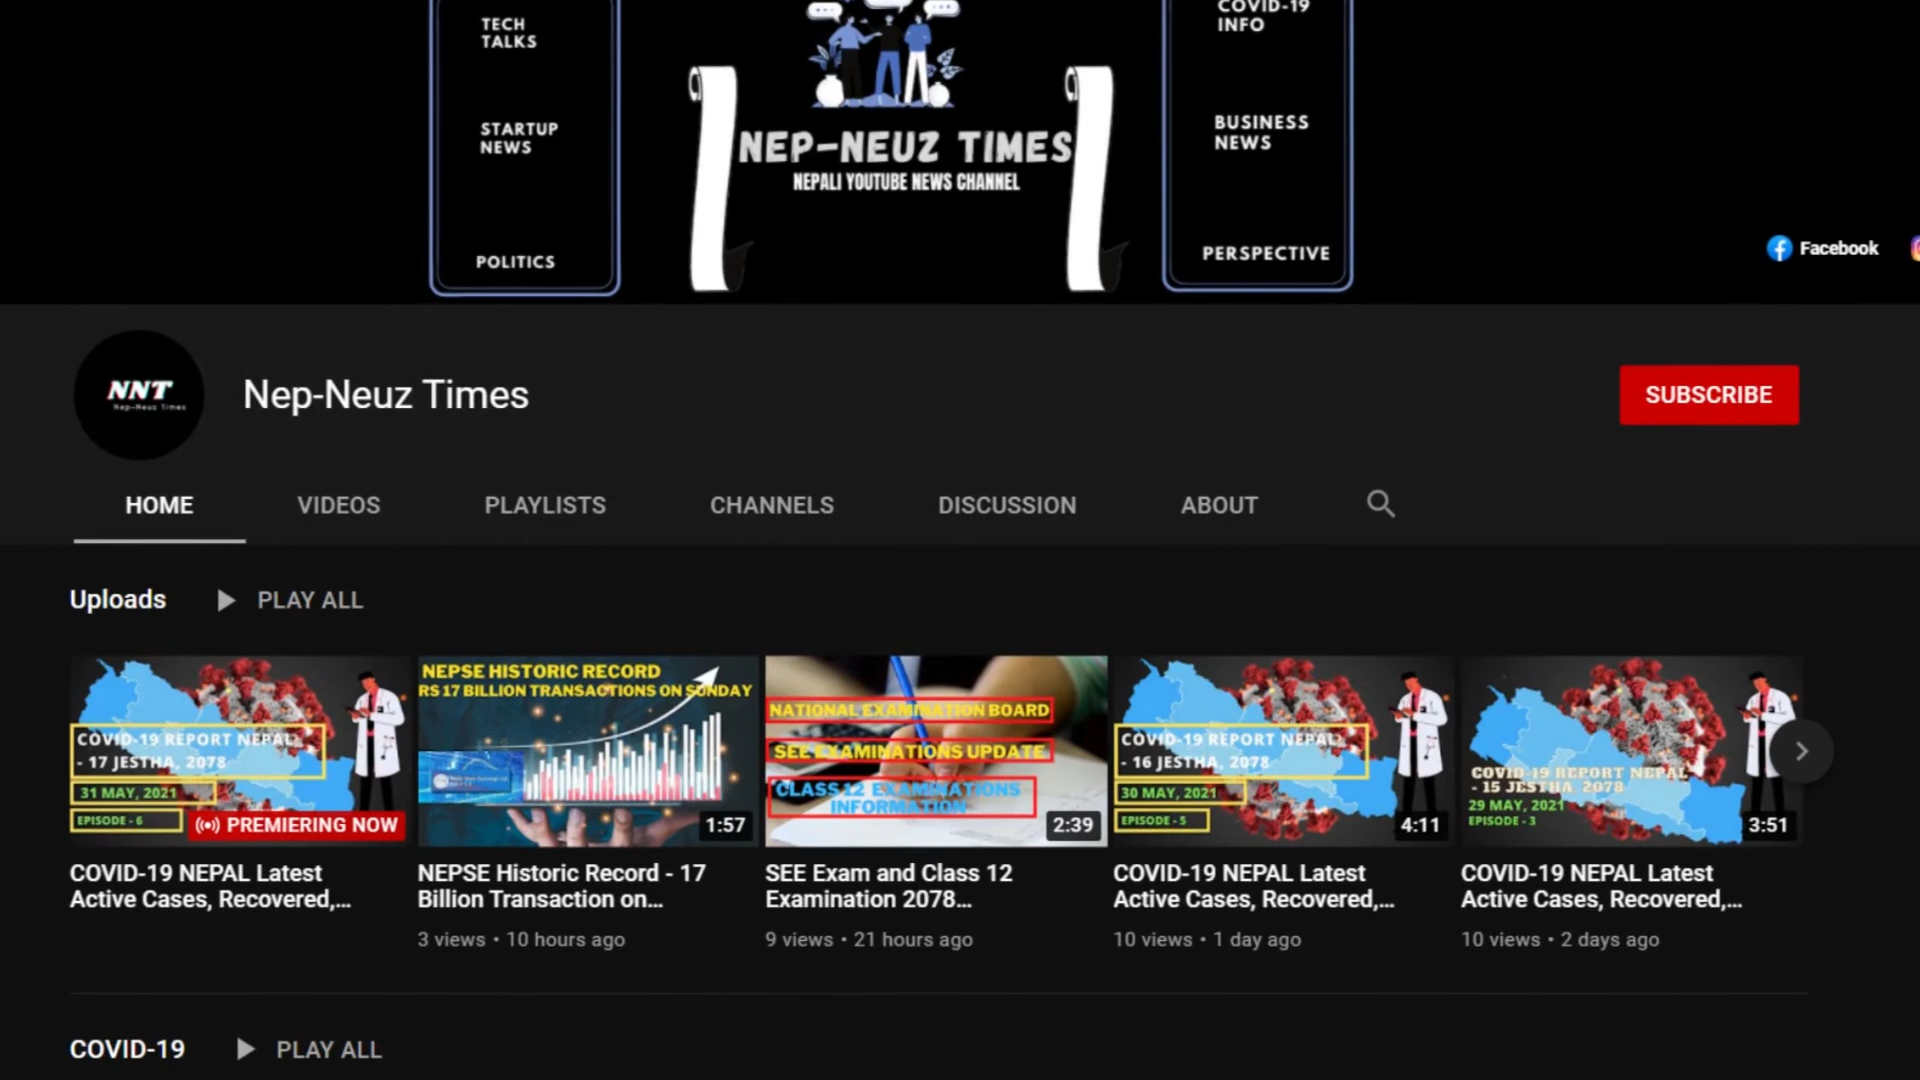 TECH
TALKS
COVID-19
INFO
STARTUP
NEWS
BUSINESS
NEWS
NEP-NEUZ TIMES
NEPALI YOUTUBE NEWS CHANNEL
POLITICS
PERSPECTIVE
Facebook
NNT
Nep-Neuz Times
Nep-Neuz Times
SUBSCRIBE
HOME
VIDEOS
PLAYLISTS
CHANNELS
DISCUSSION
ABOUT
Uploads
PLAY ALL
COVID-19 REPORT NEPAL
- 17 JESTHA, 2078
31 MAY, 2021
EPISODE - 6
PREMIERING NOW
COVID-19 NEPAL Latest
Active Cases, Recovered,...
NEPSE HISTORIC RECORD
RS 17 BILLION TRANSACTIONS ON SUNDAY
1:57
NEPSE Historic Record - 17
Billion Transaction on...
3 views • 10 hours ago
NATIONAL EXAMINATION BOARD
SEE EXAMINATIONS UPDATE
CLASS 12 EXAMINATIONS
INFORMATION
2:39
SEE Exam and Class 12
Examination 2078...
9 views • 21 hours ago
COVID-19 REPORT NEPAL
- 16 JESTHA, 2078
30 MAY, 2021
EPISODE - 5
4:11
COVID-19 NEPAL Latest
Active Cases, Recovered,...
10 views • 1 day ago
COVID-19 REPORT NEPAL
- 15 JESTHA 2078
29 MAY, 2021
EPISODE - 3
3:51
COVID-19 NEPAL Latest
Active Cases, Recovered,...
10 views • 2 days ago
COVID-19
PLAY ALL